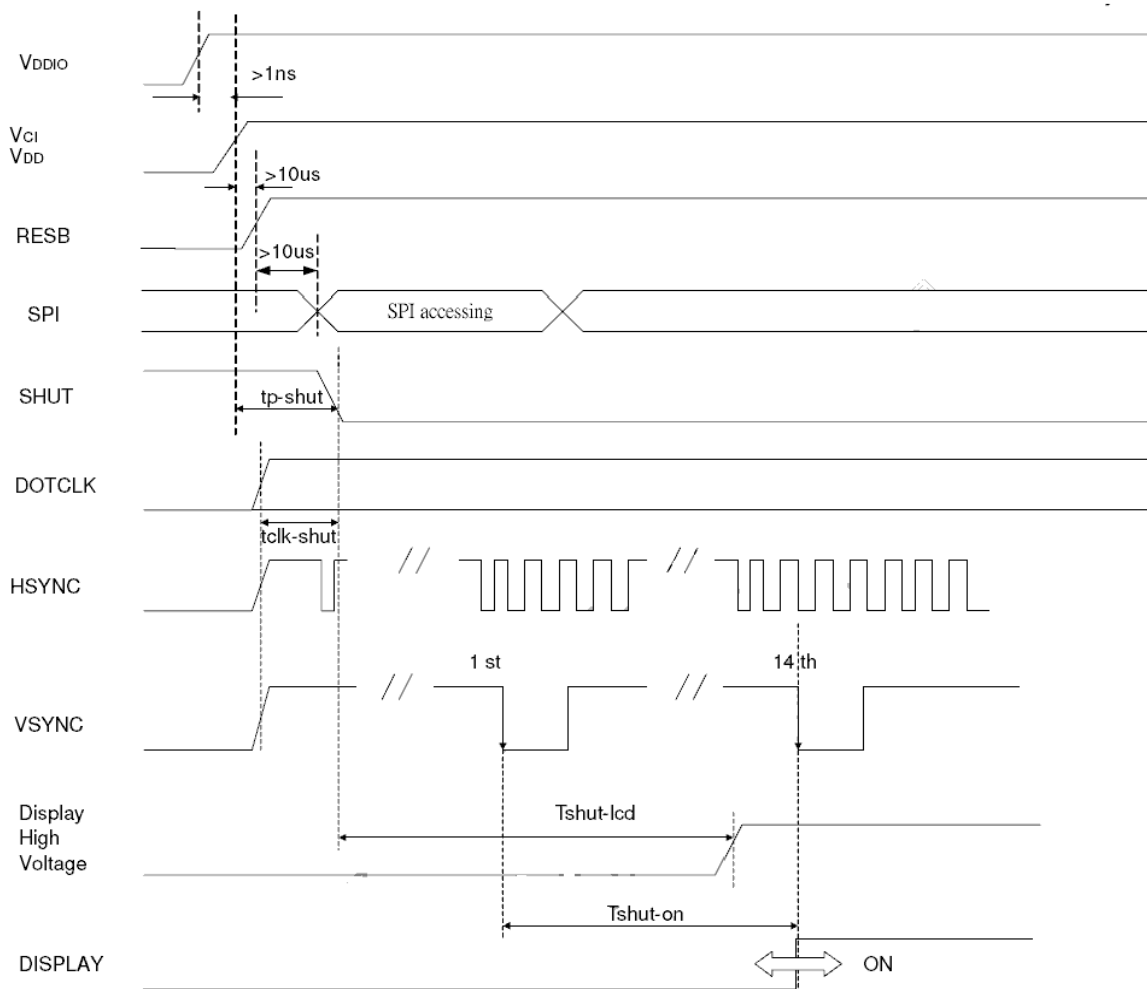 VDDIO
>1ns
VCI
VDD
>10us
RESB
>10us
SPI
SPI accessing
SHUT
tp-shut
DOTCLK
tclk-shut
HSYNC
1 st
14 th
VSYNC
Display
High
Voltage
Tshut-lcd
Tshut-on
DISPLAY
ON